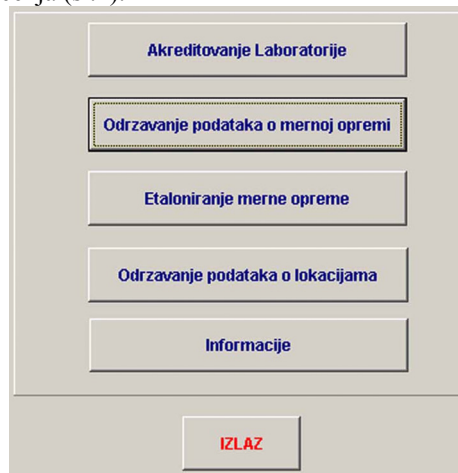 Akreditovanje Laboratorije
Odrzavanje podataka o mernoj opremi
Etaloniranje merne opreme
Odrzavanje podataka o lokacijama
Informacije
IZLAZ